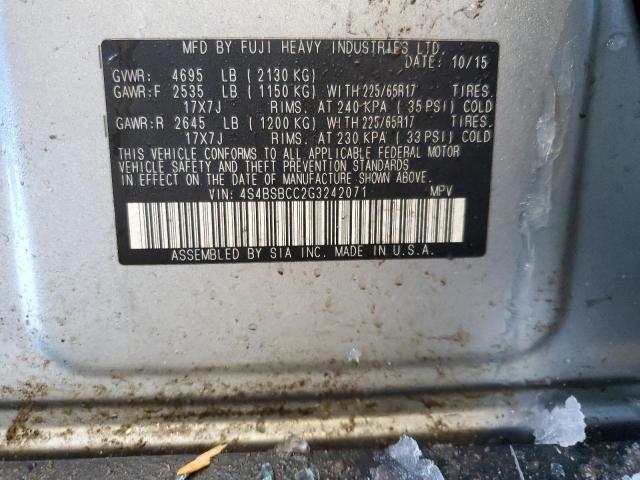 MFD BY FUJI HEAVY INDUSTRIES LTD.
DATE: 10/15
GVWR: 4695 LB (2130 KG)
GAWR:F 2535 LB (1150 KG) WITH 225/65R17 TIRES.
17X7J RIMS. AT 240 KPA (35 PSI) COLD
GAWR:R 2645 LB (1200 KG) WITH 225/65R17 TIRES.
17X7J RIMS. AT 230 KPA (33 PSI) COLD
THIS VEHICLE CONFORMS TO ALL APPLICABLE FEDERAL MOTOR
VEHICLE SAFETY AND THEFT PREVENTION STANDARDS
IN EFFECT ON THE DATE OF MANUFACTURE SHOWN ABOVE.
VIN: 4S4BSBCC2G3242071 MPV
ASSEMBLED BY SIA INC. MADE IN U.S.A.